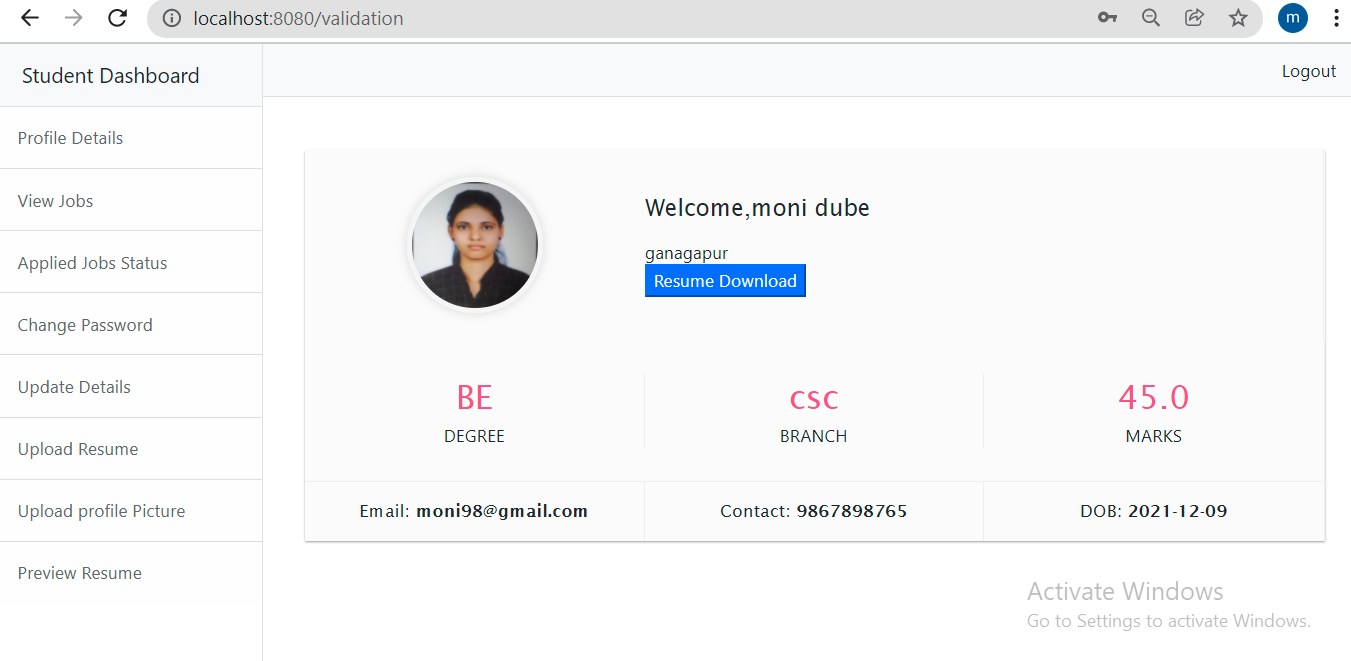 localhost:8080/validation
m
Student Dashboard
Logout
Profile Details
View Jobs
Applied Jobs Status
Change Password
Update Details
Upload Resume
Upload profile Picture
Preview Resume
Welcome,moni dube
ganagapur
Resume Download
BE
DEGREE
csc
BRANCH
45.0
MARKS
Email: moni98@gmail.com
Contact: 9867898765
DOB: 2021-12-09
Activate Windows
Go to Settings to activate Windows.